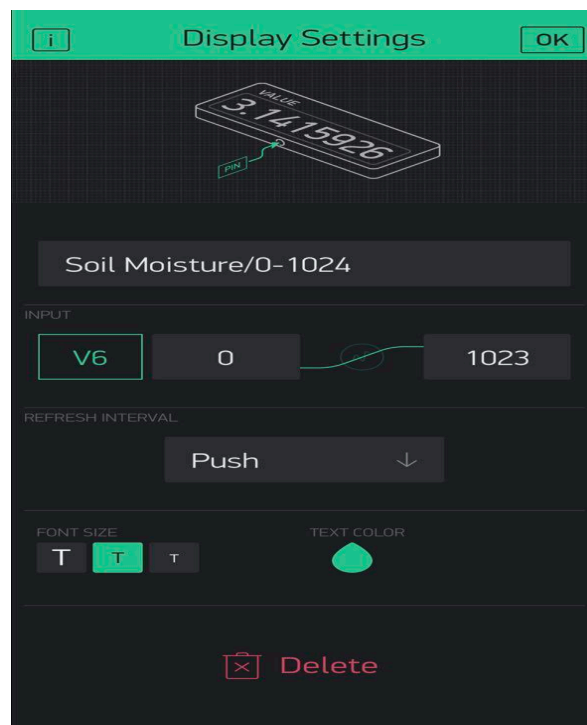 i Display Settings OK
VALUE
3.1415926
PIN
Soil Moisture/0-1024
INPUT
V6 0 1023
REFRESH INTERVAL
Push
FONT SIZE TEXT COLOR
T T T
Delete